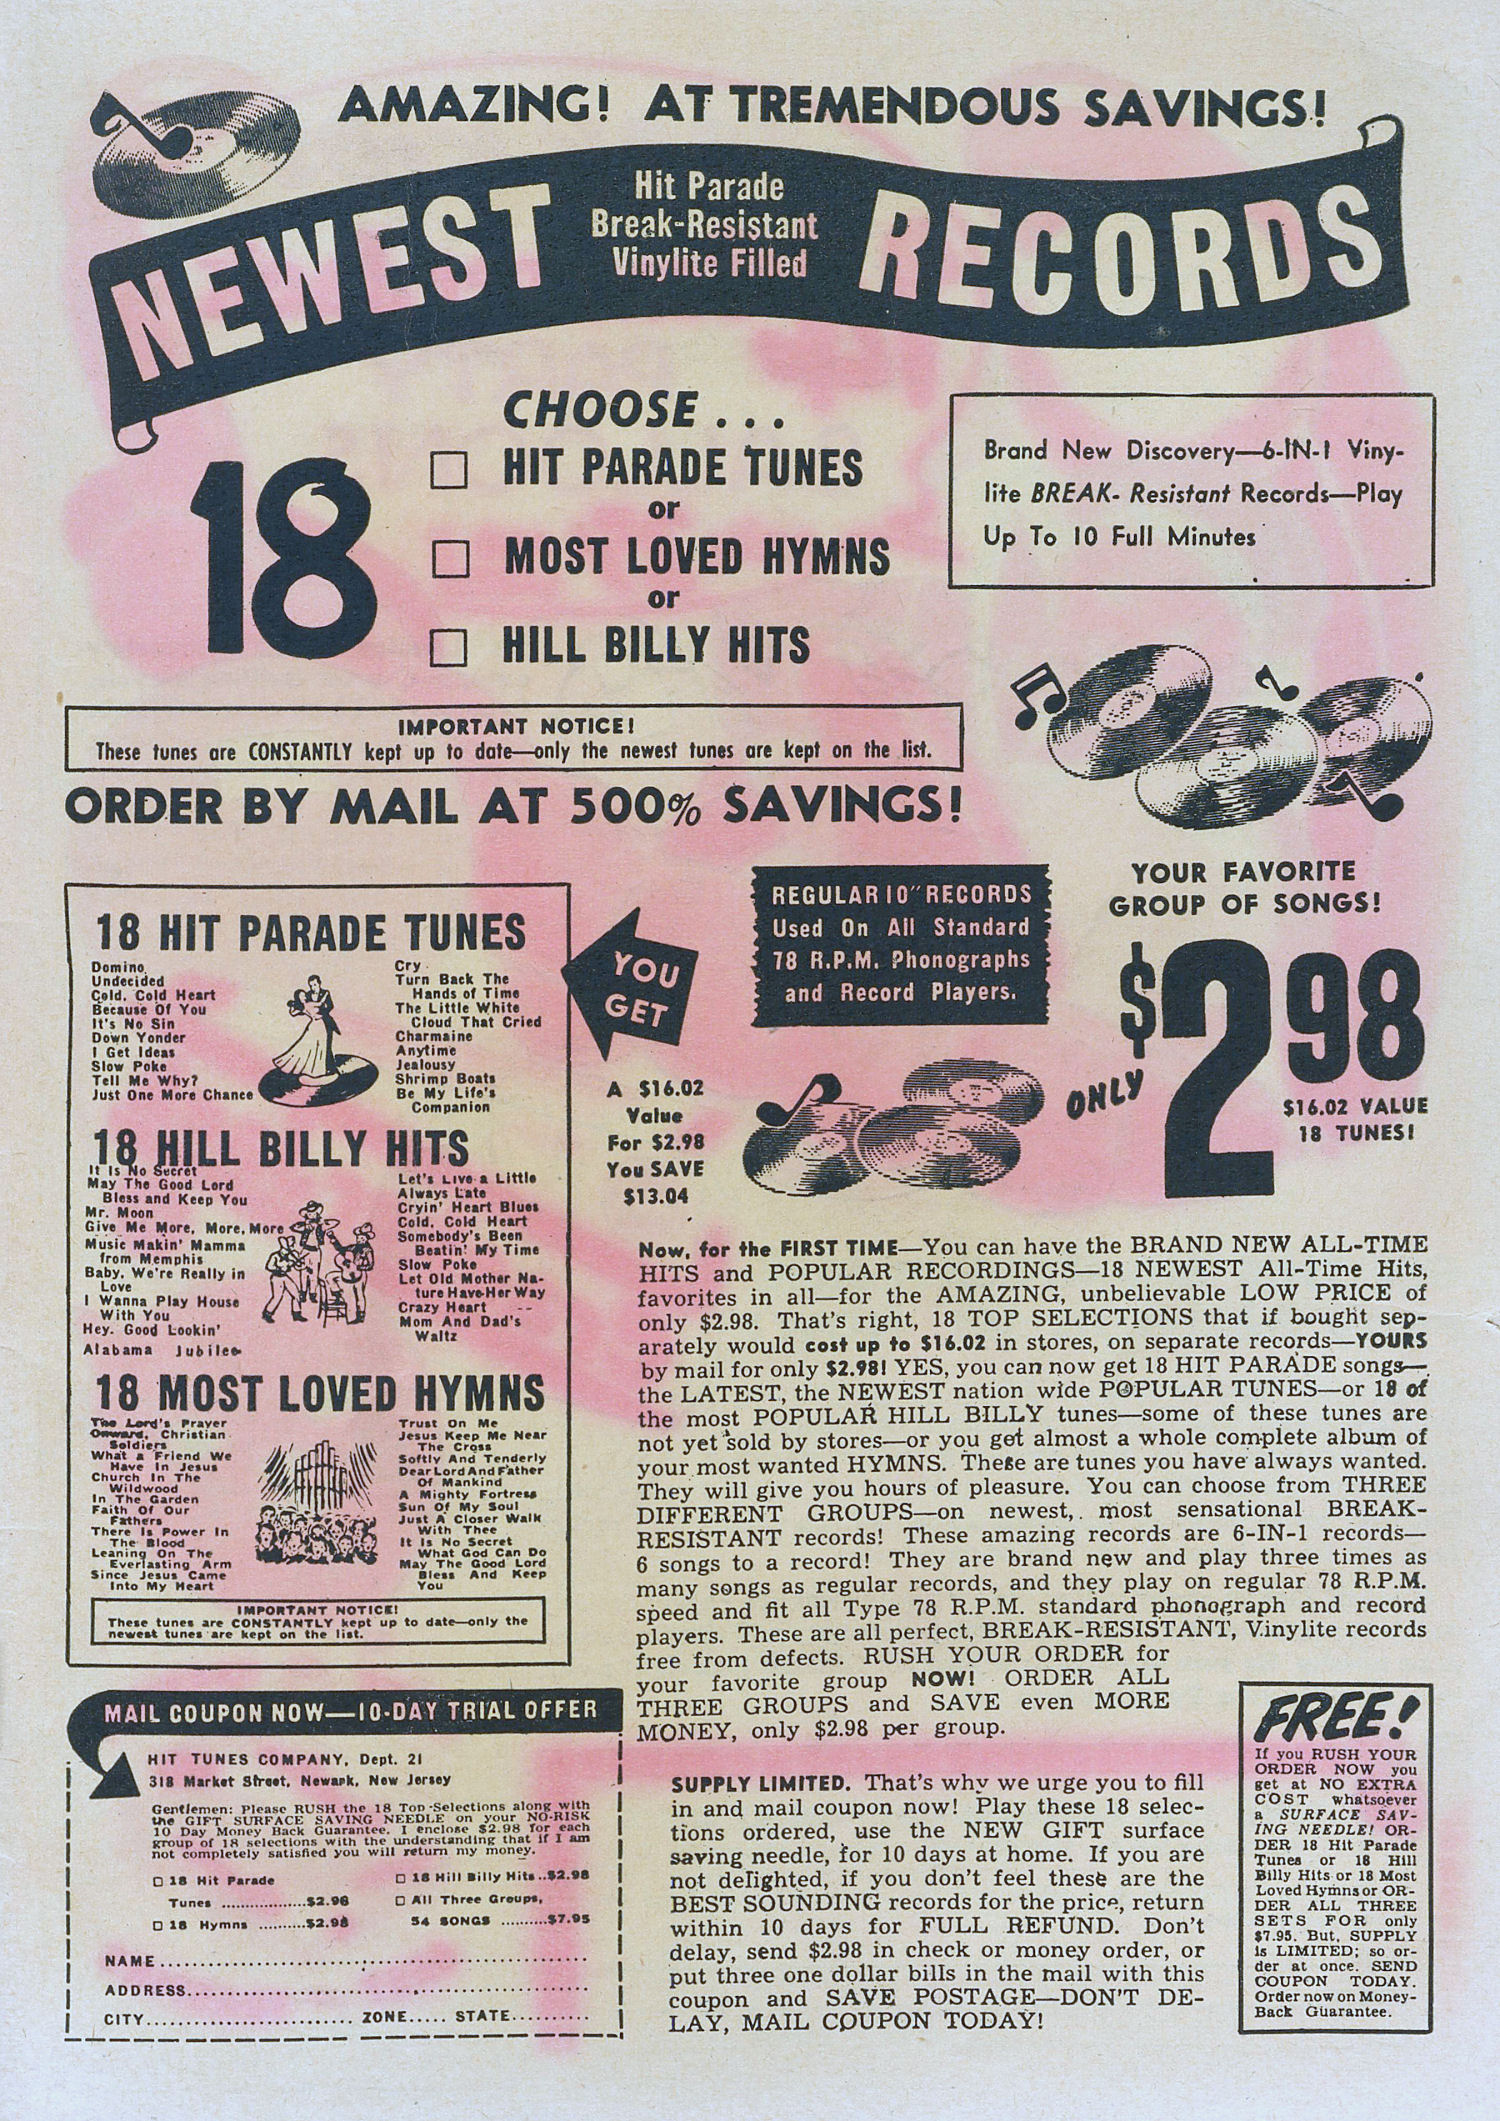 AMAZING! AT TREMENDOUS SAVINGS!
NEWEST
Hit Parade
Break-Resistant
Vinylite Filled
RECORDS
CHOOSE . . .
18
HIT PARADE TUNES
or
MOST LOVED HYMNS
or
HILL BILLY HITS
Brand New Discovery—6-IN-1 Viny-
lite BREAK- Resistant Records—Play
Up To 10 Full Minutes
IMPORTANT NOTICE!
These tunes are CONSTANTLY kept up to date—only the newest tunes are kept on the list.
ORDER BY MAIL AT 500% SAVINGS!
18 HIT PARADE TUNES
Domino
Undecided
Cold, Cold Heart
Because Of You
It's No Sin
Down Yonder
I Get Ideas
Slow Poke
Tell Me Why?
Just One More Chance
Cry
Turn Back The
Hands of Time
The Little White
Cloud That Cried
Charmaine
Anytime
Jealousy
Shrimp Boats
Be My Life's
Companion
18 HILL BILLY HITS
It Is No Secret
May The Good Lord
Bless and Keep You
Mr. Moon
Give Me More, More, More
Music Makin' Mamma
from Memphis
Baby, We're Really in
Love
I Wanna Play House
With You
Hey, Good Lookin'
Alabama Jubilee
Let's Live a Little
Always Late
Cryin' Heart Blues
Cold, Cold Heart
Somebody's Been
Beatin' My Time
Slow Poke
Let Old Mother Na-
ture Have Her Way
Crazy Heart
Mom And Dad's
Waltz
18 MOST LOVED HYMNS
The Lord's Prayer
Onward, Christian
Soldiers
What a Friend We
Have In Jesus
Church In The
Wildwood
In The Garden
Faith Of Our
Fathers
There Is Power In
The Blood
Leaning On The
Everlasting Arm
Since Jesus Came
Into My Heart
Trust On Me
Jesus Keep Me Near
The Cross
Softly And Tenderly
Dear Lord And Father
Of Mankind
A Mighty Fortress
Sun Of My Soul
Just A Closer Walk
With Thee
It Is No Secret
What God Can Do
May The Good Lord
Bless And Keep
You
IMPORTANT NOTICE!
These tunes are CONSTANTLY kept up to date—only the
newest tunes are kept on the list.
YOU
GET
A $16.02
Value
For $2.98
You SAVE
$13.04
REGULAR 10" RECORDS
Used On All Standard
78 R.P.M. Phonographs
and Record Players.
YOUR FAVORITE
GROUP OF SONGS!
ONLY
$2.98
$16.02 VALUE
18 TUNES!
Now, for the FIRST TIME—You can have the BRAND NEW ALL-TIME
HITS and POPULAR RECORDINGS—18 NEWEST All-Time Hits,
favorites in all—for the AMAZING, unbelievable LOW PRICE of
only $2.98. That's right, 18 TOP SELECTIONS that if bought sep-
arately would cost up to $16.02 in stores, on separate records—YOURS
by mail for only $2.98! YES, you can now get 18 HIT PARADE songs—
the LATEST, the NEWEST nation wide POPULAR TUNES—or 18 of
the most POPULAR HILL BILLY tunes—some of these tunes are
not yet sold by stores—or you get almost a whole complete album of
your most wanted HYMNS. These are tunes you have always wanted.
They will give you hours of pleasure. You can choose from THREE
DIFFERENT GROUPS—on newest, most sensational BREAK-
RESISTANT records! These amazing records are 6-IN-1 records—
6 songs to a record! They are brand new and play three times as
many songs as regular records, and they play on regular 78 R.P.M.
speed and fit all Type 78 R.P.M. standard phonograph and record
players. These are all perfect, BREAK-RESISTANT, Vinylite records
free from defects. RUSH YOUR ORDER for
your favorite group NOW! ORDER ALL
THREE GROUPS and SAVE even MORE
MONEY, only $2.98 per group.
SUPPLY LIMITED. That's why we urge you to fill
in and mail coupon now! Play these 18 selec-
tions ordered, use the NEW GIFT surface
saving needle, for 10 days at home. If you are
not delighted, if you don't feel these are the
BEST SOUNDING records for the price, return
within 10 days for FULL REFUND. Don't
delay, send $2.98 in check or money order, or
put three one dollar bills in the mail with this
coupon and SAVE POSTAGE—DON'T DE-
LAY, MAIL COUPON TODAY!
FREE!
If you RUSH YOUR
ORDER NOW you
get at NO EXTRA
COST whatsoever
a SURFACE SAV-
ING NEEDLE! OR-
DER 18 Hit Parade
Tunes or 18 Hill
Billy Hits or 18 Most
Loved Hymns or OR-
DER ALL THREE
SETS FOR only
$7.95. But, SUPPLY
is LIMITED; so or-
der at once. SEND
COUPON TODAY.
Order now on Money-
Back Guarantee.
MAIL COUPON NOW—10-DAY TRIAL OFFER
HIT TUNES COMPANY, Dept. 21
318 Market Street, Newark, New Jersey
Gentlemen: Please RUSH the 18 Top Selections along with
the GIFT SURFACE SAVING NEEDLE on your NO-RISK
10 Day Money Back Guarantee. I enclose $2.98 for each
group of 18 selections with the understanding that if I am
not completely satisfied you will return my money.
18 Hit Parade
Tunes ..................$2.98
18 Hymns ..........$2.98
18 Hill Billy Hits..$2.98
All Three Groups,
54 SONGS ..........$7.95
NAME..................................................
ADDRESS..................................................
CITY.......................... ZONE..... STATE..........